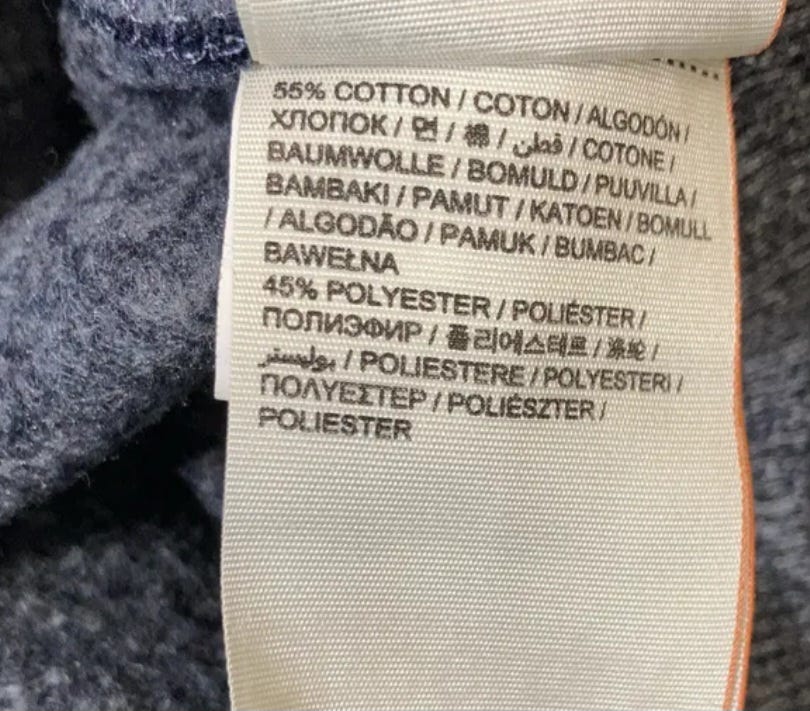 55% COTTON / COTON / ALGODÓN /
ХЛОПОК / 면 / 棉 / قطن / COTONE /
BAUMWOLLE / BOMULD / PUUVILLA /
BAMBAKI / PAMUT / KATOEN / BOMULL
/ ALGODÃO / PAMUK / BUMBAC /
BAWEŁNA
45% POLYESTER / POLIÉSTER /
ПОЛИЭФИР / 폴리에스테르 / 涤纶 /
بوليستر / POLIESTERE / POLYESTERI /
ΠΟΛΥΕΣΤΕΡ / POLIÉSZTER /
POLIESTER